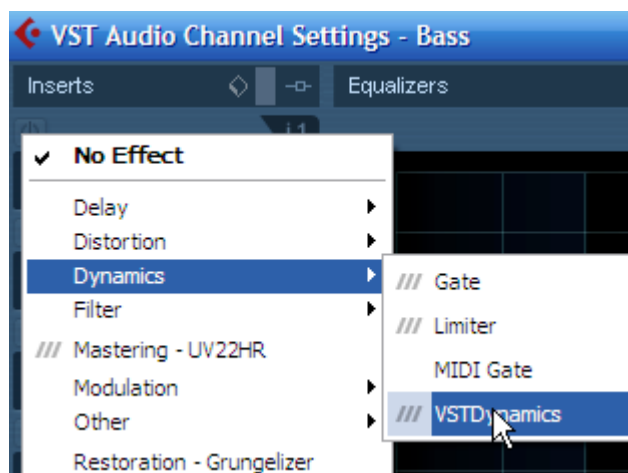 VST Audio Channel Settings - Bass
Inserts
Equalizers
i 1
No Effect
Delay
Distortion
Dynamics
Filter
/// Mastering - UV22HR
Modulation
Other
Restoration - Grungelizer
/// Gate
/// Limiter
MIDI Gate
/// VSTDynamics